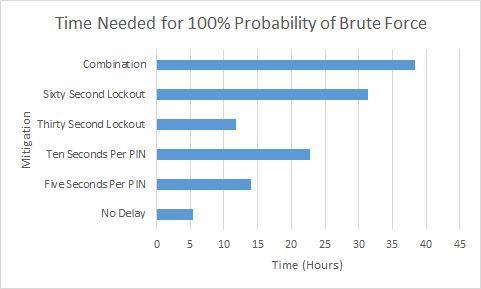 Time Needed for 100% Probability of Brute Force
Mitigation
Combination
Sixty Second Lockout
Thirty Second Lockout
Ten Seconds Per PIN
Five Seconds Per PIN
No Delay
0 5 10 15 20 25 30 35 40 45
Time (Hours)